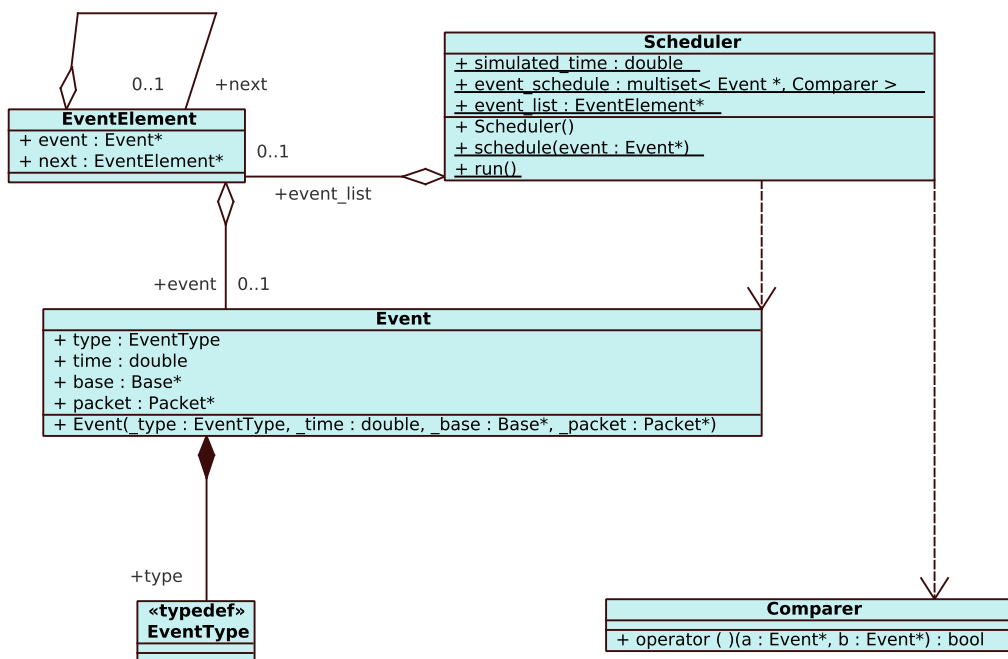 0..1
+next
EventElement
+ event : Event*
+ next : EventElement*
0..1
+event_list
Scheduler
+ simulated_time : double
+ event_schedule : multiset< Event *, Comparer >
+ event_list : EventElement*
+ Scheduler()
+ schedule(event : Event*)
+ run()
+event
0..1
Event
+ type : EventType
+ time : double
+ base : Base*
+ packet : Packet*
+ Event(_type : EventType, _time : double, _base : Base*, _packet : Packet*)
+type
«typedef»
EventType
Comparer
+ operator ( )(a : Event*, b : Event*) : bool